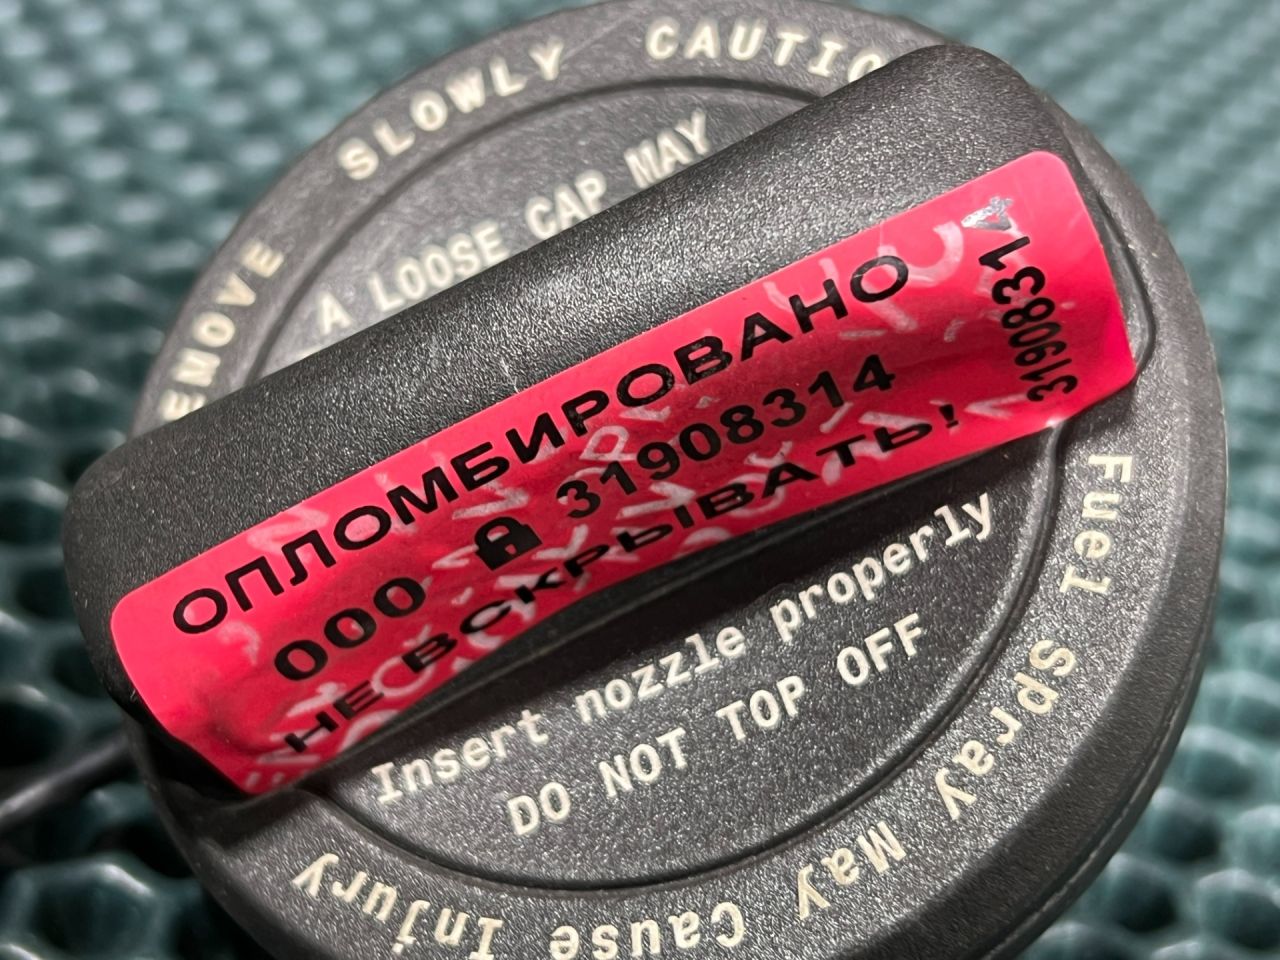 EMOVE SLOWLY CAUTIO
A LOOSE CAP MAY
ОПЛОМБИРОВАНО
000 31908314
НЕ ВСКРЫВАТЬ!
31908314
Insert nozzle properly
DO NOT TOP OFF
Fuel Spray May Cause Injury